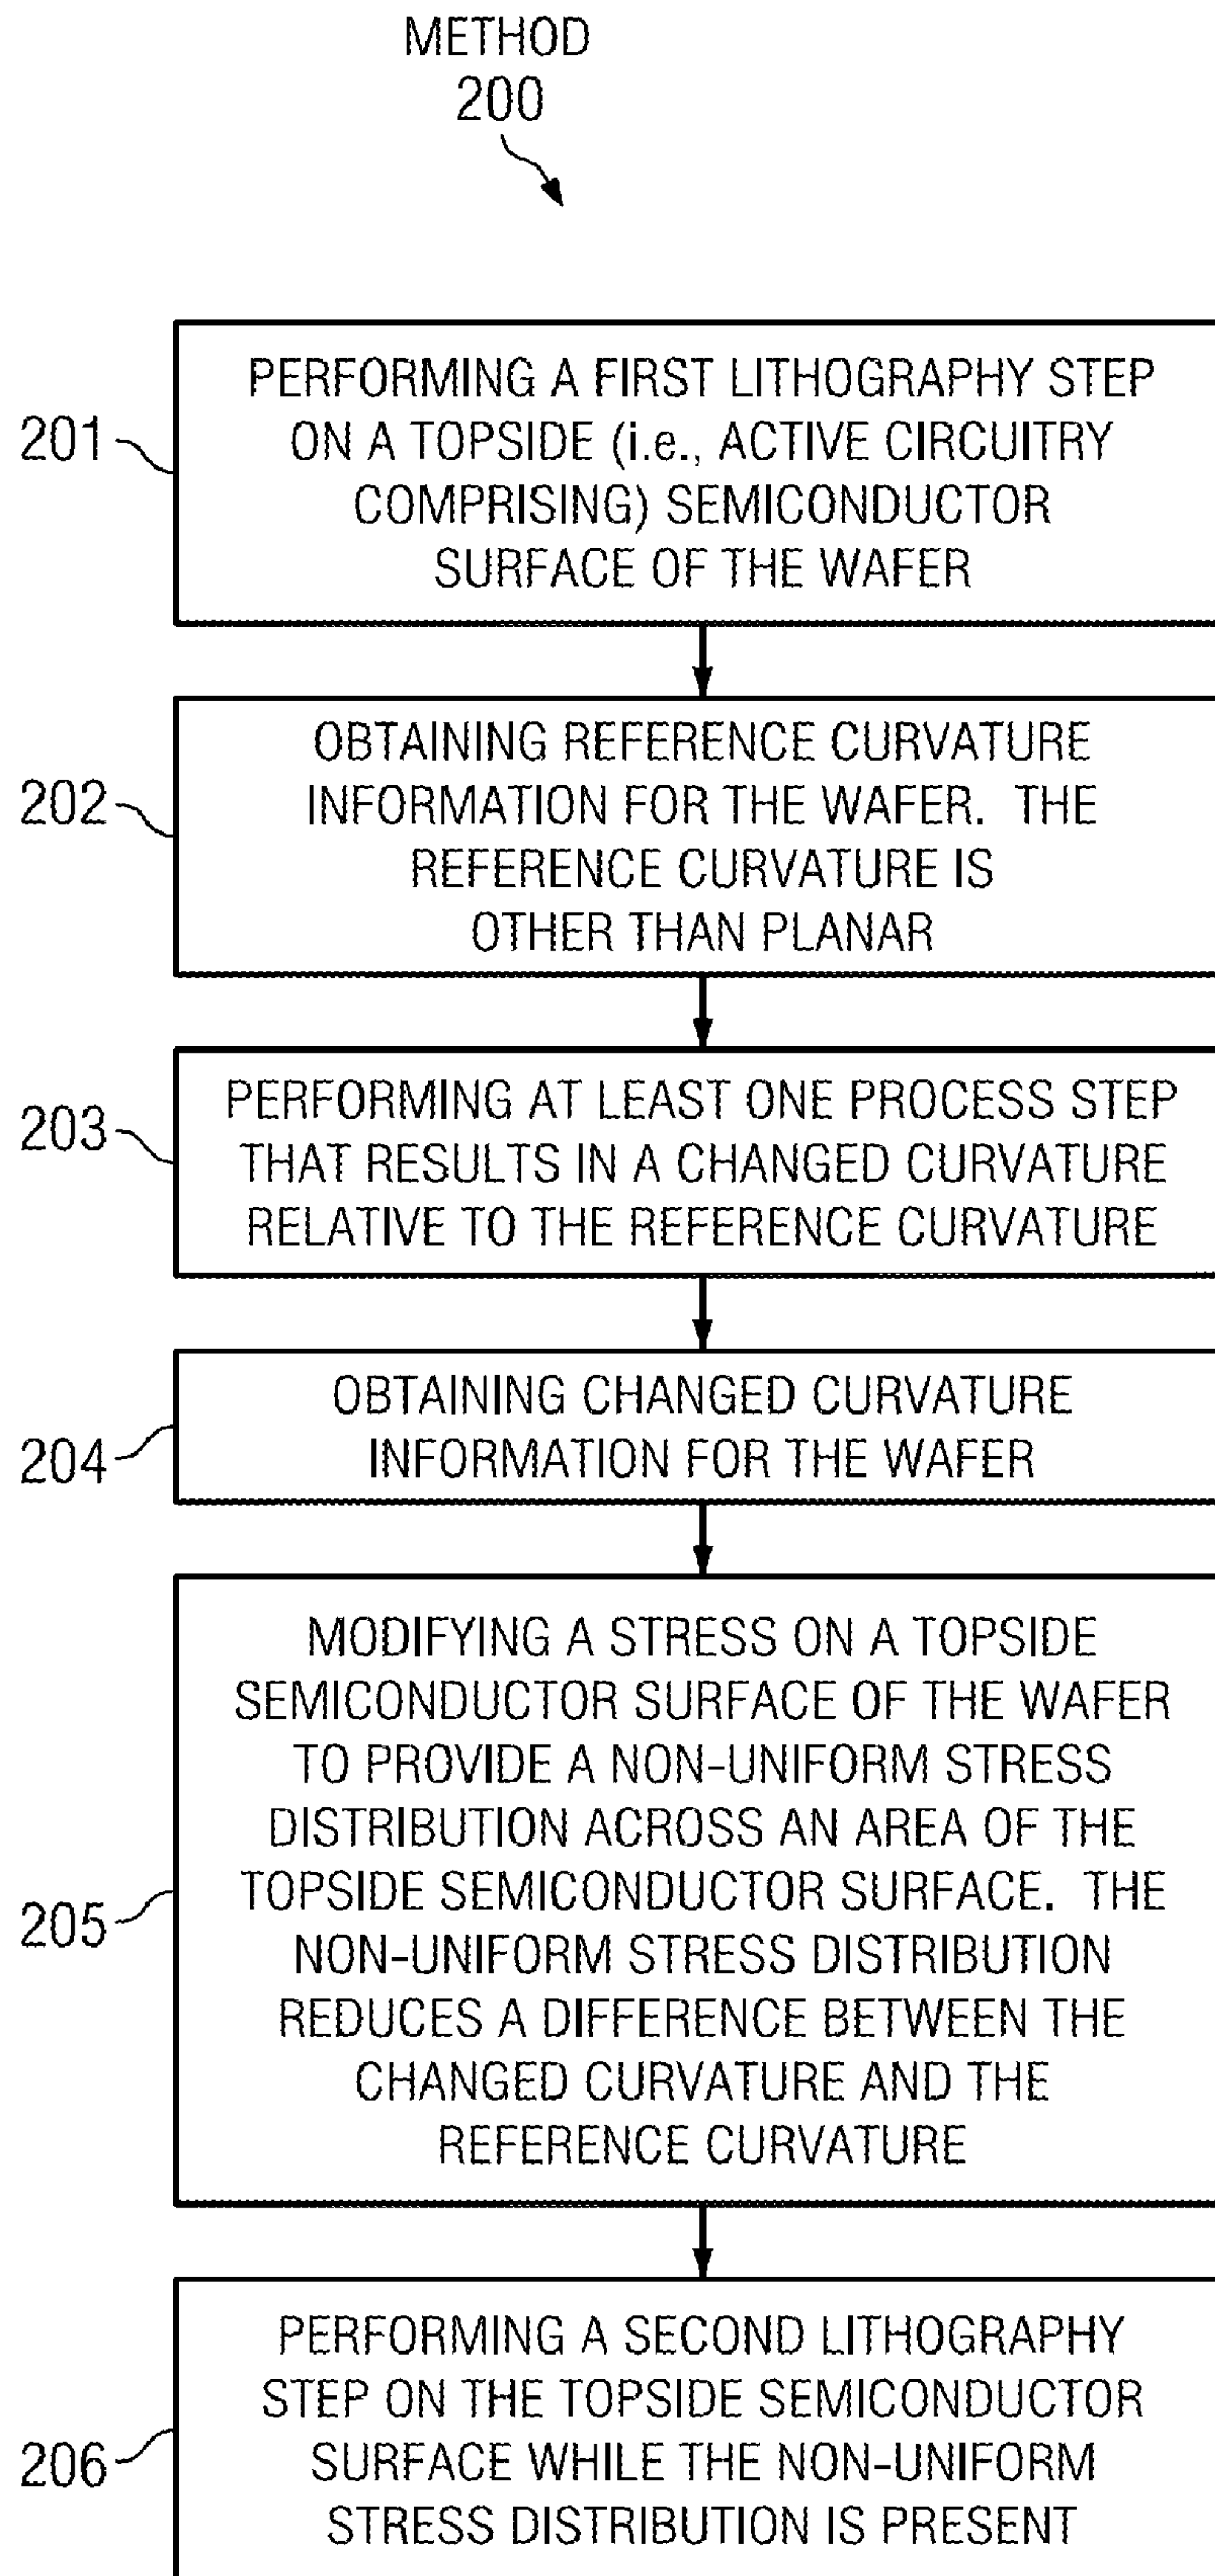 METHOD
200
201
PERFORMING A FIRST LITHOGRAPHY STEP
ON A TOPSIDE (i.e., ACTIVE CIRCUITRY
COMPRISING) SEMICONDUCTOR
SURFACE OF THE WAFER
202
OBTAINING REFERENCE CURVATURE
INFORMATION FOR THE WAFER. THE
REFERENCE CURVATURE IS
OTHER THAN PLANAR
203
PERFORMING AT LEAST ONE PROCESS STEP
THAT RESULTS IN A CHANGED CURVATURE
RELATIVE TO THE REFERENCE CURVATURE
204
OBTAINING CHANGED CURVATURE
INFORMATION FOR THE WAFER
205
MODIFYING A STRESS ON A TOPSIDE
SEMICONDUCTOR SURFACE OF THE WAFER
TO PROVIDE A NON-UNIFORM STRESS
DISTRIBUTION ACROSS AN AREA OF THE
TOPSIDE SEMICONDUCTOR SURFACE. THE
NON-UNIFORM STRESS DISTRIBUTION
REDUCES A DIFFERENCE BETWEEN THE
CHANGED CURVATURE AND THE
REFERENCE CURVATURE
206
PERFORMING A SECOND LITHOGRAPHY
STEP ON THE TOPSIDE SEMICONDUCTOR
SURFACE WHILE THE NON-UNIFORM
STRESS DISTRIBUTION IS PRESENT